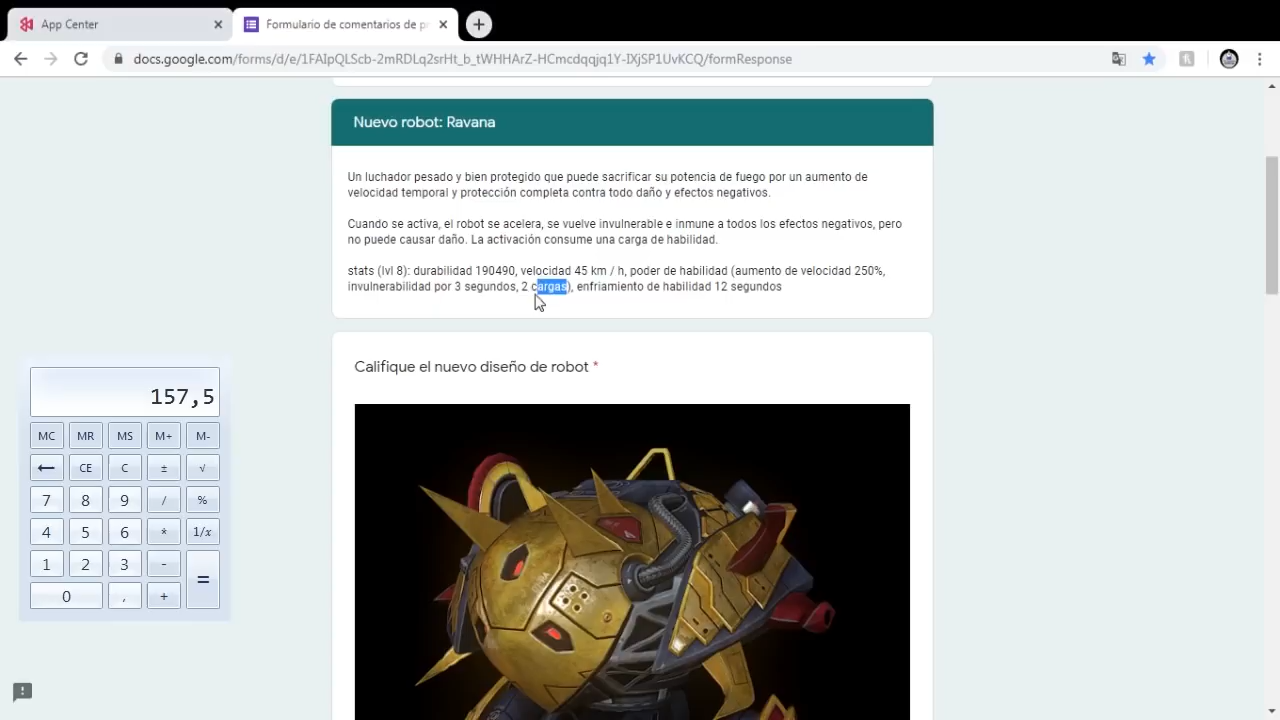 App Center
Formulario de comentarios de pr
docs.google.com/forms/d/e/1FAIpQLScb-2mRDLq2srHt_b_tWHHArZ-HCmcdqqjq1Y-IXjSP1UvKCQ/formResponse
Nuevo robot: Ravana
Un luchador pesado y bien protegido que puede sacrificar su potencia de fuego por un aumento de
velocidad temporal y protección completa contra todo daño y efectos negativos.
Cuando se activa, el robot se acelera, se vuelve invulnerable e inmune a todos los efectos negativos, pero
no puede causar daño. La activación consume una carga de habilidad.
stats (lvl 8): durabilidad 190490, velocidad 45 km / h, poder de habilidad (aumento de velocidad 250%,
invulnerabilidad por 3 segundos, 2 cargas), enfriamiento de habilidad 12 segundos
Califique el nuevo diseño de robot *
157,5
MC MR MS M+ M-
← CE C ± √
7 8 9 / %
4 5 6 * 1/x
1 2 3 - =
0 , +